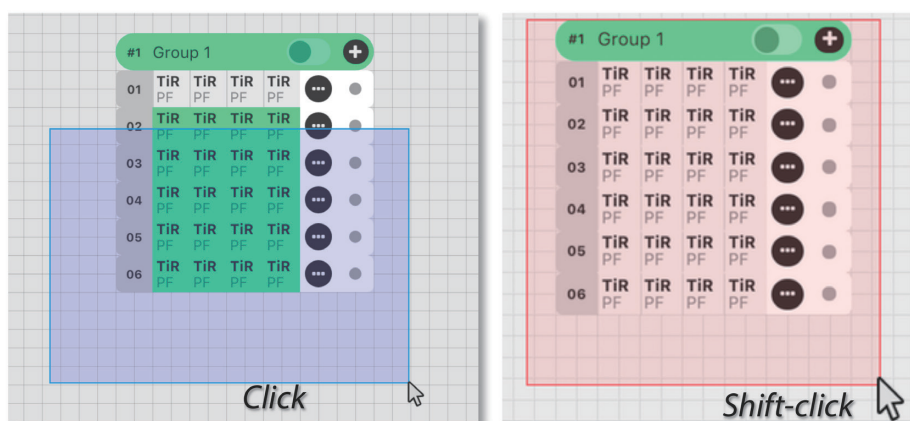 #1 Group 1
01 TiR TiR TiR TiR
PF PF PF PF
02 TiR TiR TiR TiR
PF PF PF PF
03 TiR TiR TiR TiR
PF PF PF PF
04 TiR TiR TiR TiR
PF PF PF PF
05 TiR TiR TiR TiR
PF PF PF PF
06 TiR TiR TiR TiR
PF PF PF PF
Click
#1 Group 1
01 TiR TiR TiR TiR
PF PF PF PF
02 TiR TiR TiR TiR
PF PF PF PF
03 TiR TiR TiR TiR
PF PF PF PF
04 TiR TiR TiR TiR
PF PF PF PF
05 TiR TiR TiR TiR
PF PF PF PF
06 TiR TiR TiR TiR
PF PF PF PF
Shift-click